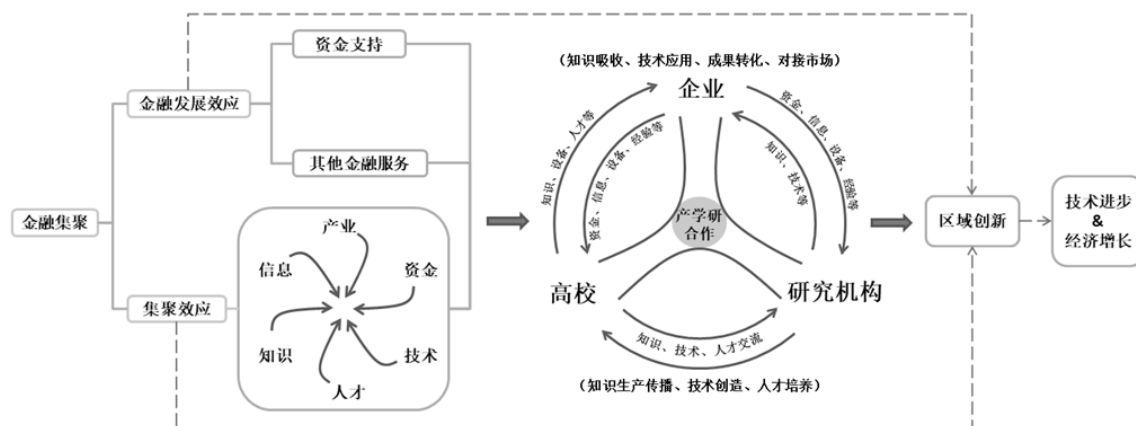 金融集聚
金融发展效应
集聚效应
资金支持
其他金融服务
产业
信息
资金
知识
技术
人才
（知识吸收、技术应用、成果转化、对接市场）
企业
知识、设备、人才等
资金、信息、设备、经验等
资金、信息、设备、经验等
知识、技术等
产学研
合作
高校
研究机构
知识、技术、人才交流
（知识生产传播、技术创造、人才培养）
区域创新
技术进步
&
经济增长